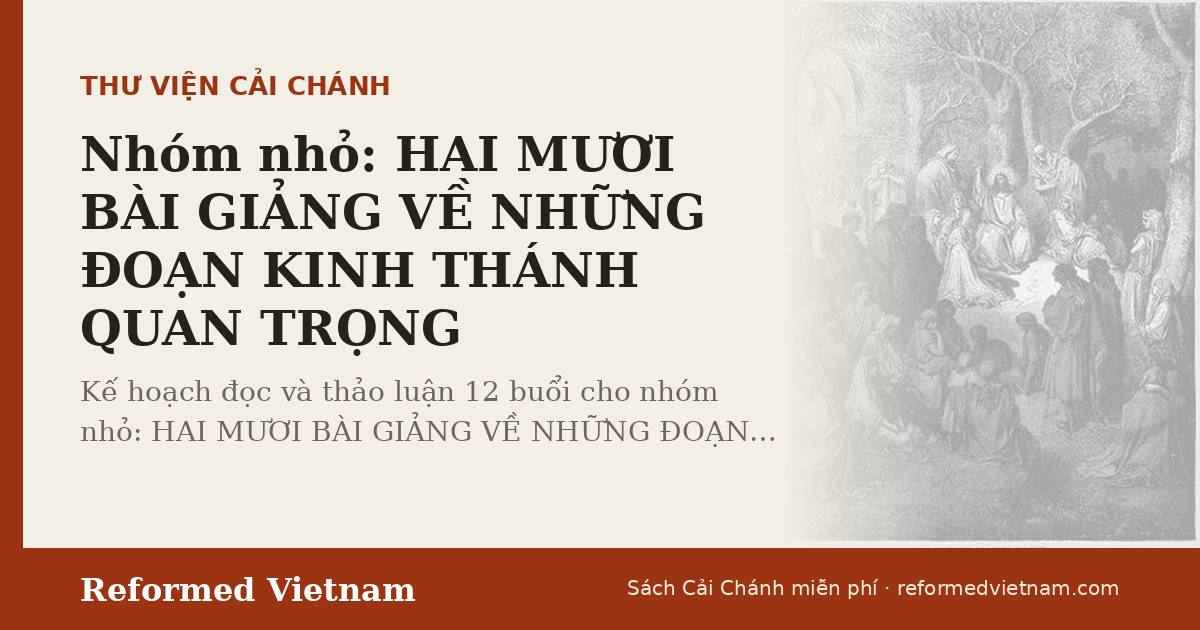 THƯ VIỆN CẢI CHÁNH
Nhóm nhỏ: HAI MƯƠI
BÀI GIẢNG VỀ NHỮNG
ĐOẠN KINH THÁNH
QUAN TRỌNG
Kế hoạch đọc và thảo luận 12 buổi cho nhóm
nhỏ: HAI MƯƠI BÀI GIẢNG VỀ NHỮNG ĐOẠN...
Reformed Vietnam
Sách Cải Chánh miễn phí · reformedvietnam.com